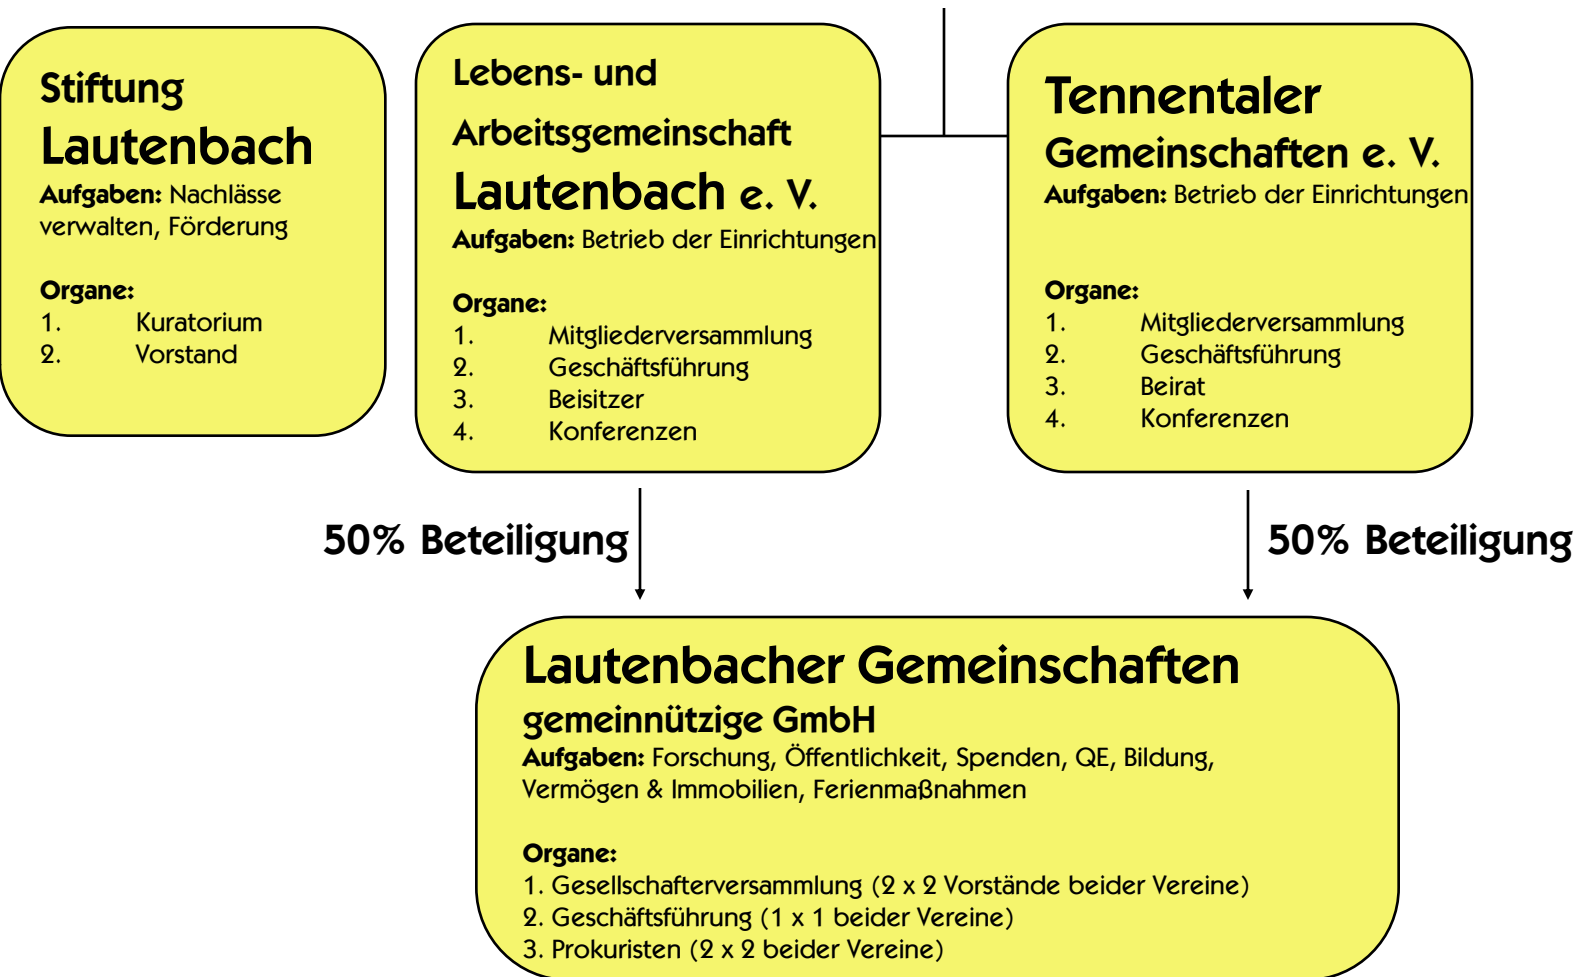 Stiftung
Lautenbach
Aufgaben: Nachlässe
verwalten, Förderung
Organe:
1. Kuratorium
2. Vorstand
Lebens- und
Arbeitsgemeinschaft
Lautenbach e. V.
Aufgaben: Betrieb der Einrichtungen
Organe:
1. Mitgliederversammlung
2. Geschäftsführung
3. Beisitzer
4. Konferenzen
Tennentaler
Gemeinschaften e. V.
Aufgaben: Betrieb der Einrichtungen
Organe:
1. Mitgliederversammlung
2. Geschäftsführung
3. Beirat
4. Konferenzen
50% Beteiligung
50% Beteiligung
Lautenbacher Gemeinschaften
gemeinnützige GmbH
Aufgaben: Forschung, Öffentlichkeit, Spenden, QE, Bildung,
Vermögen & Immobilien, Ferienmaßnahmen
Organe:
1. Gesellschafterversammlung (2 x 2 Vorstände beider Vereine)
2. Geschäftsführung (1 x 1 beider Vereine)
3. Prokuristen (2 x 2 beider Vereine)